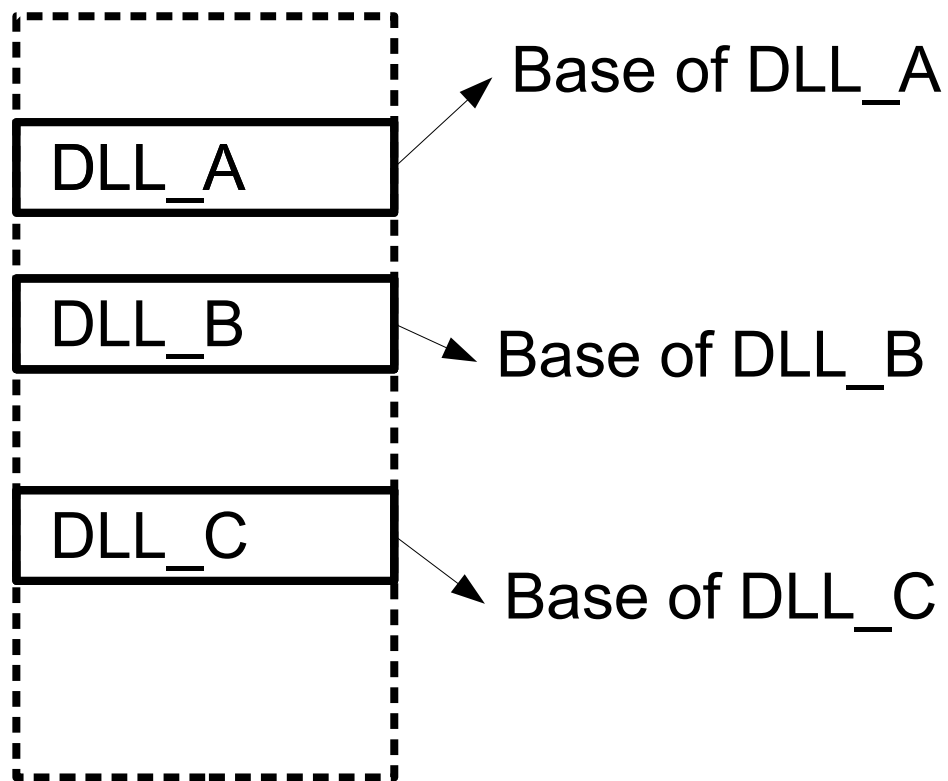 Base of DLL_A
DLL_A
DLL_B
Base of DLL_B
DLL_C
Base of DLL_C